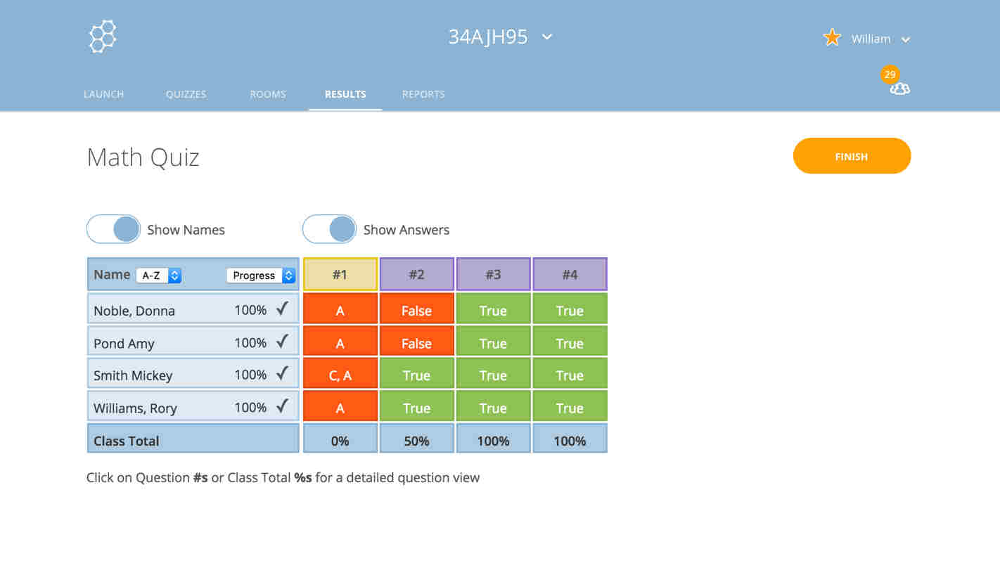 34AJH95
William
29
LAUNCH QUIZZES ROOMS RESULTS REPORTS
Math Quiz
FINISH
Show Names Show Answers
Name A-Z Progress #1 #2 #3 #4
Noble, Donna 100% ✓ A False True True
Pond Amy 100% ✓ A False True True
Smith Mickey 100% ✓ C, A True True True
Williams, Rory 100% ✓ A True True True
Class Total 0% 50% 100% 100%
Click on Question #s or Class Total %s for a detailed question view